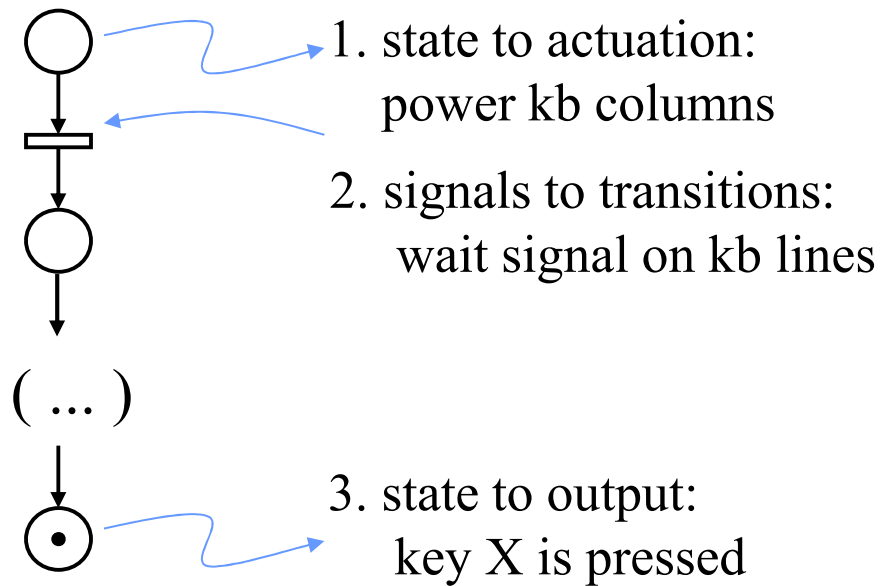 1. state to actuation:
power kb columns
2. signals to transitions:
wait signal on kb lines
( ... )
3. state to output:
key X is pressed